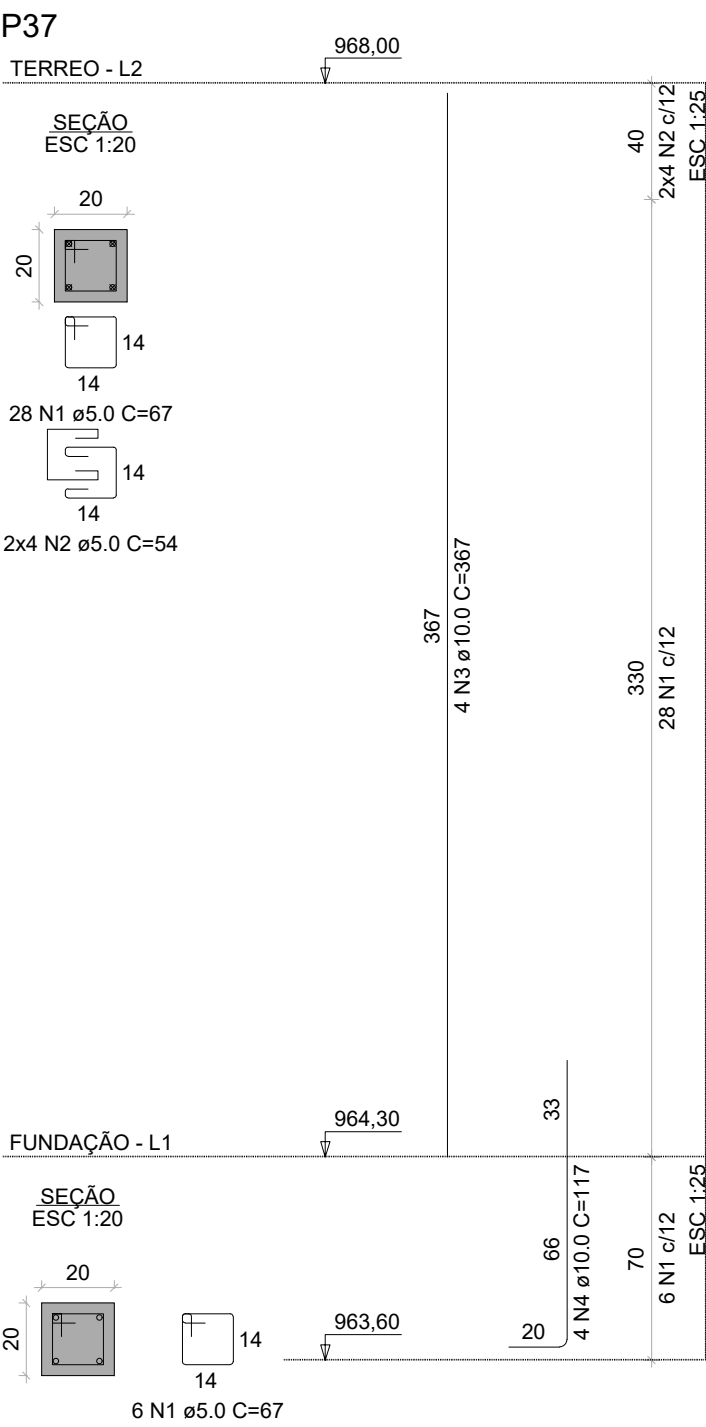 P37
968,00
TERREO - L2
SEÇÃO
ESC 1:20
20
20
14
14
28 N1 ø5.0 C=67
14
14
2x4 N2 ø5.0 C=54
367
4 N3 ø10.0 C=367
40
2x4 N2 c/12
ESC 1:25
330
28 N1 c/12
964,30
FUNDAÇÃO - L1
SEÇÃO
ESC 1:20
20
20
14
14
6 N1 ø5.0 C=67
963,60
33
66
20
4 N4 ø10.0 C=117
70
6 N1 c/12
ESC 1:25